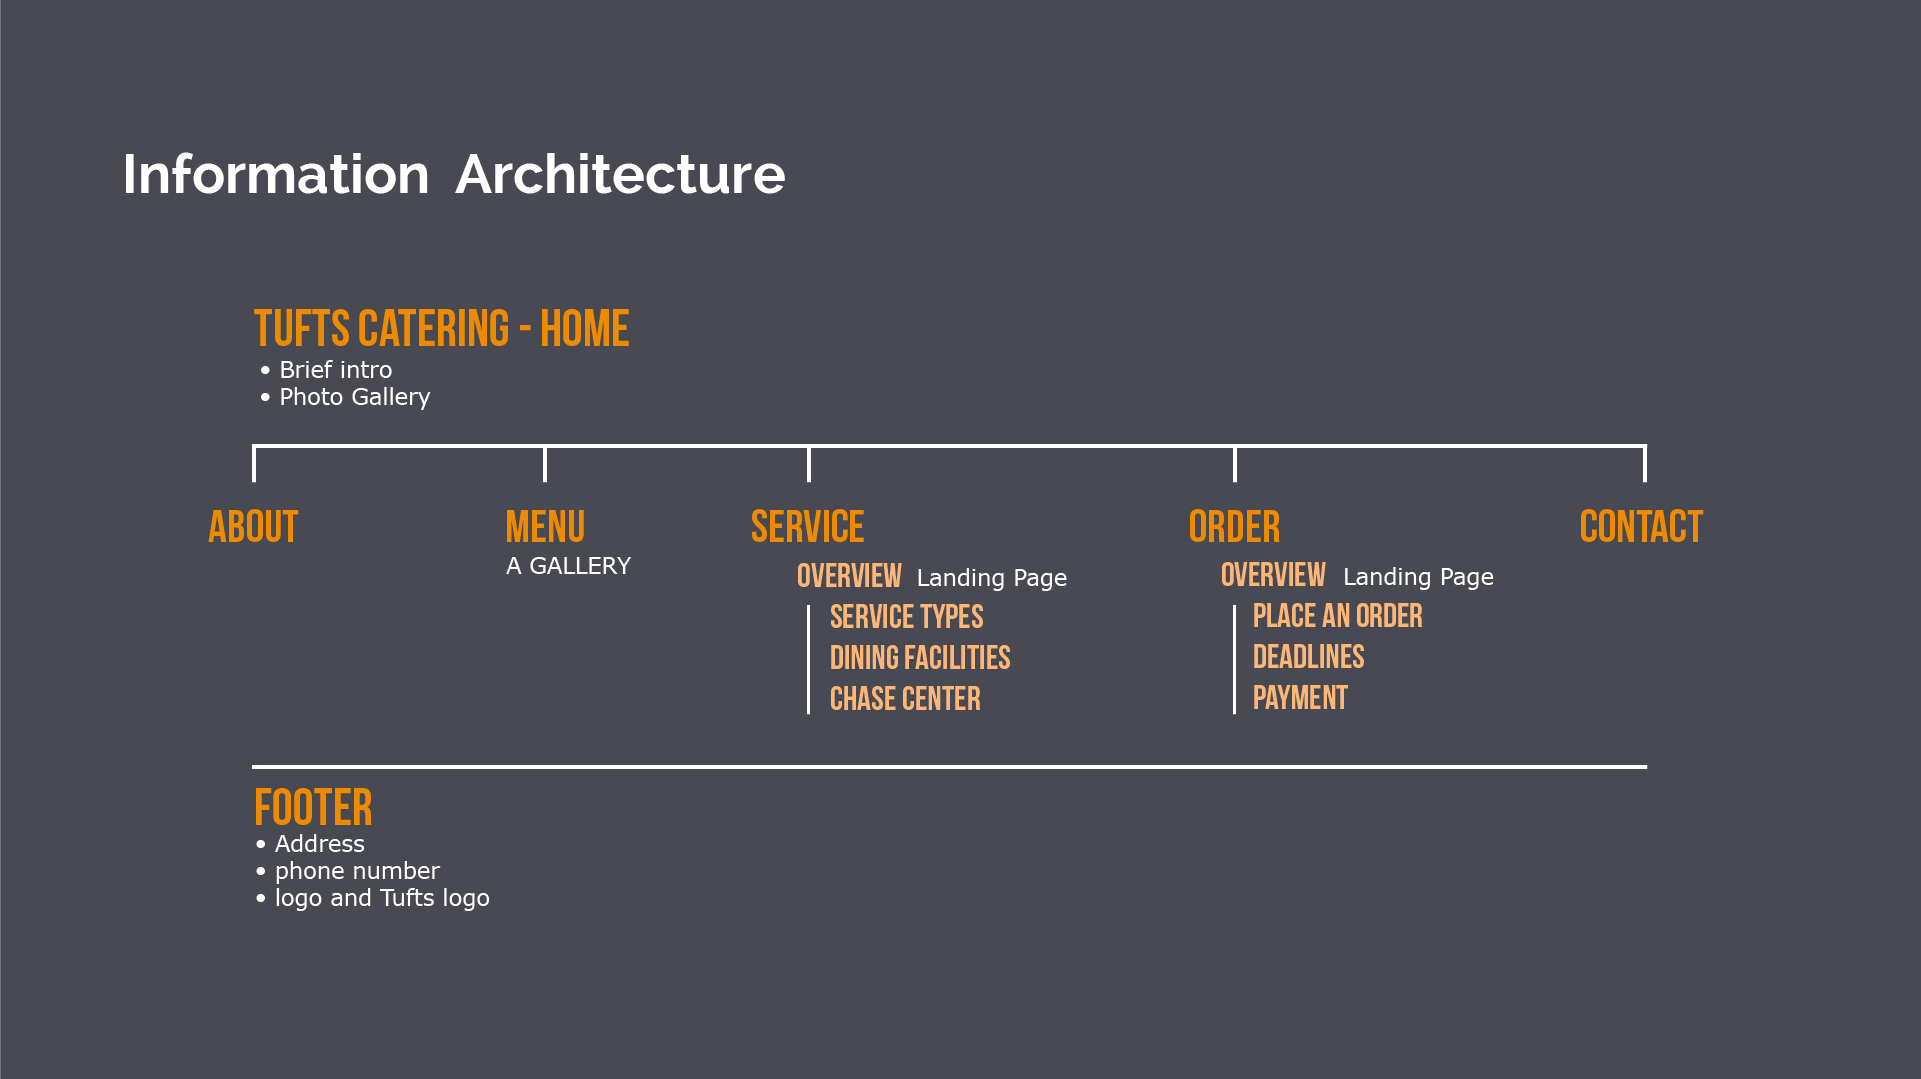 Information Architecture
TUFTS CATERING - HOME
• Brief intro
• Photo Gallery
ABOUT
MENU
A GALLERY
SERVICE
OVERVIEW Landing Page
SERVICE TYPES
DINING FACILITIES
CHASE CENTER
ORDER
OVERVIEW Landing Page
PLACE AN ORDER
DEADLINES
PAYMENT
CONTACT
FOOTER
• Address
• phone number
• logo and Tufts logo